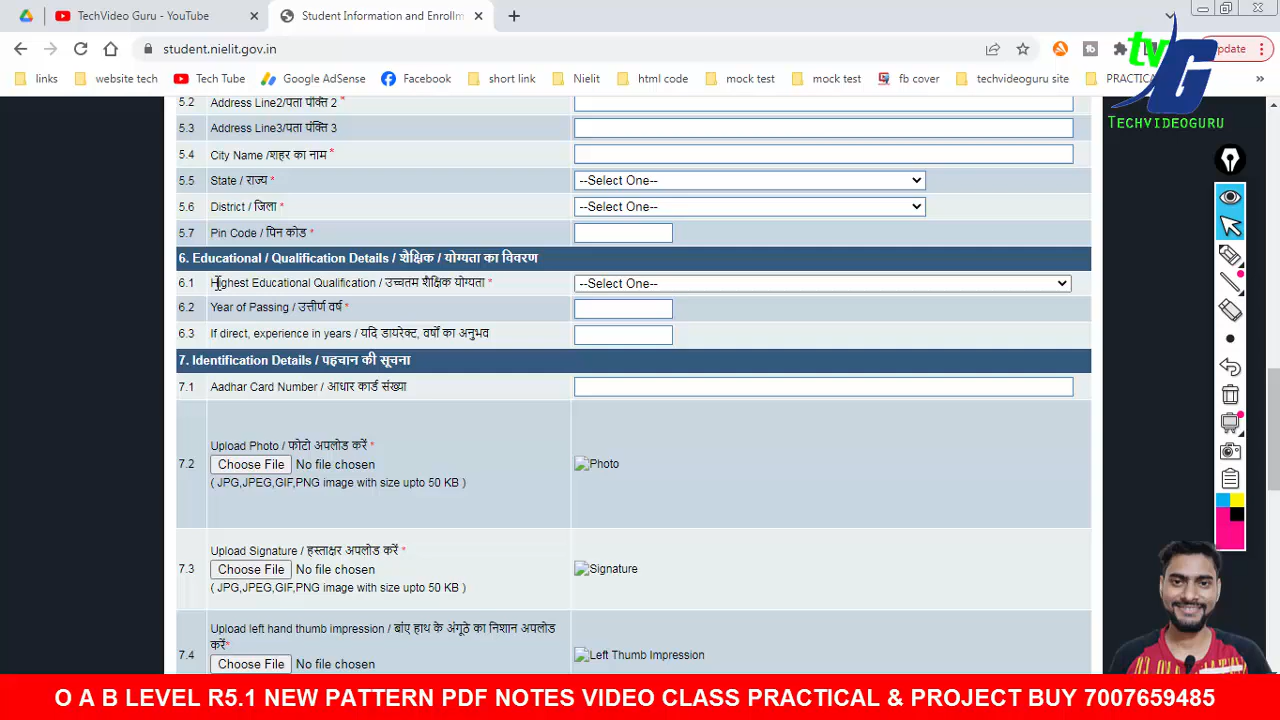 TechVideo Guru - YouTube
Student Information and Enrollm
student.nielit.gov.in
Update
links
website tech
Tech Tube
Google AdSense
Facebook
short link
Nielit
html code
mock test
mock test
fb cover
techvideoguru site
PRACTICA
tvG
TECHVIDEOGURU
5.2 Address Line2/पता पंक्ति 2 *
5.3 Address Line3/पता पंक्ति 3
5.4 City Name /शहर का नाम *
5.5 State / राज्य * --Select One--
5.6 District / जिला * --Select One--
5.7 Pin Code / पिन कोड *
6. Educational / Qualification Details / शैक्षिक / योग्यता का विवरण
6.1 Highest Educational Qualification / उच्चतम शैक्षिक योग्यता * --Select One--
6.2 Year of Passing / उत्तीर्ण वर्ष *
6.3 If direct, experience in years / यदि डायरेक्ट, वर्षों का अनुभव
7. Identification Details / पहचान की सूचना
7.1 Aadhar Card Number / आधार कार्ड संख्या
Upload Photo / फोटो अपलोड करें *
7.2 Choose File No file chosen Photo
( JPG,JPEG,GIF,PNG image with size upto 50 KB )
Upload Signature / हस्ताक्षर अपलोड करें *
7.3 Choose File No file chosen Signature
( JPG,JPEG,GIF,PNG image with size upto 50 KB )
Upload left hand thumb impression / बांए हाथ के अंगूठे का निशान अपलोड
करें*
7.4 Choose File No file chosen Left Thumb Impression
O A B LEVEL R5.1 NEW PATTERN PDF NOTES VIDEO CLASS PRACTICAL & PROJECT BUY 7007659485